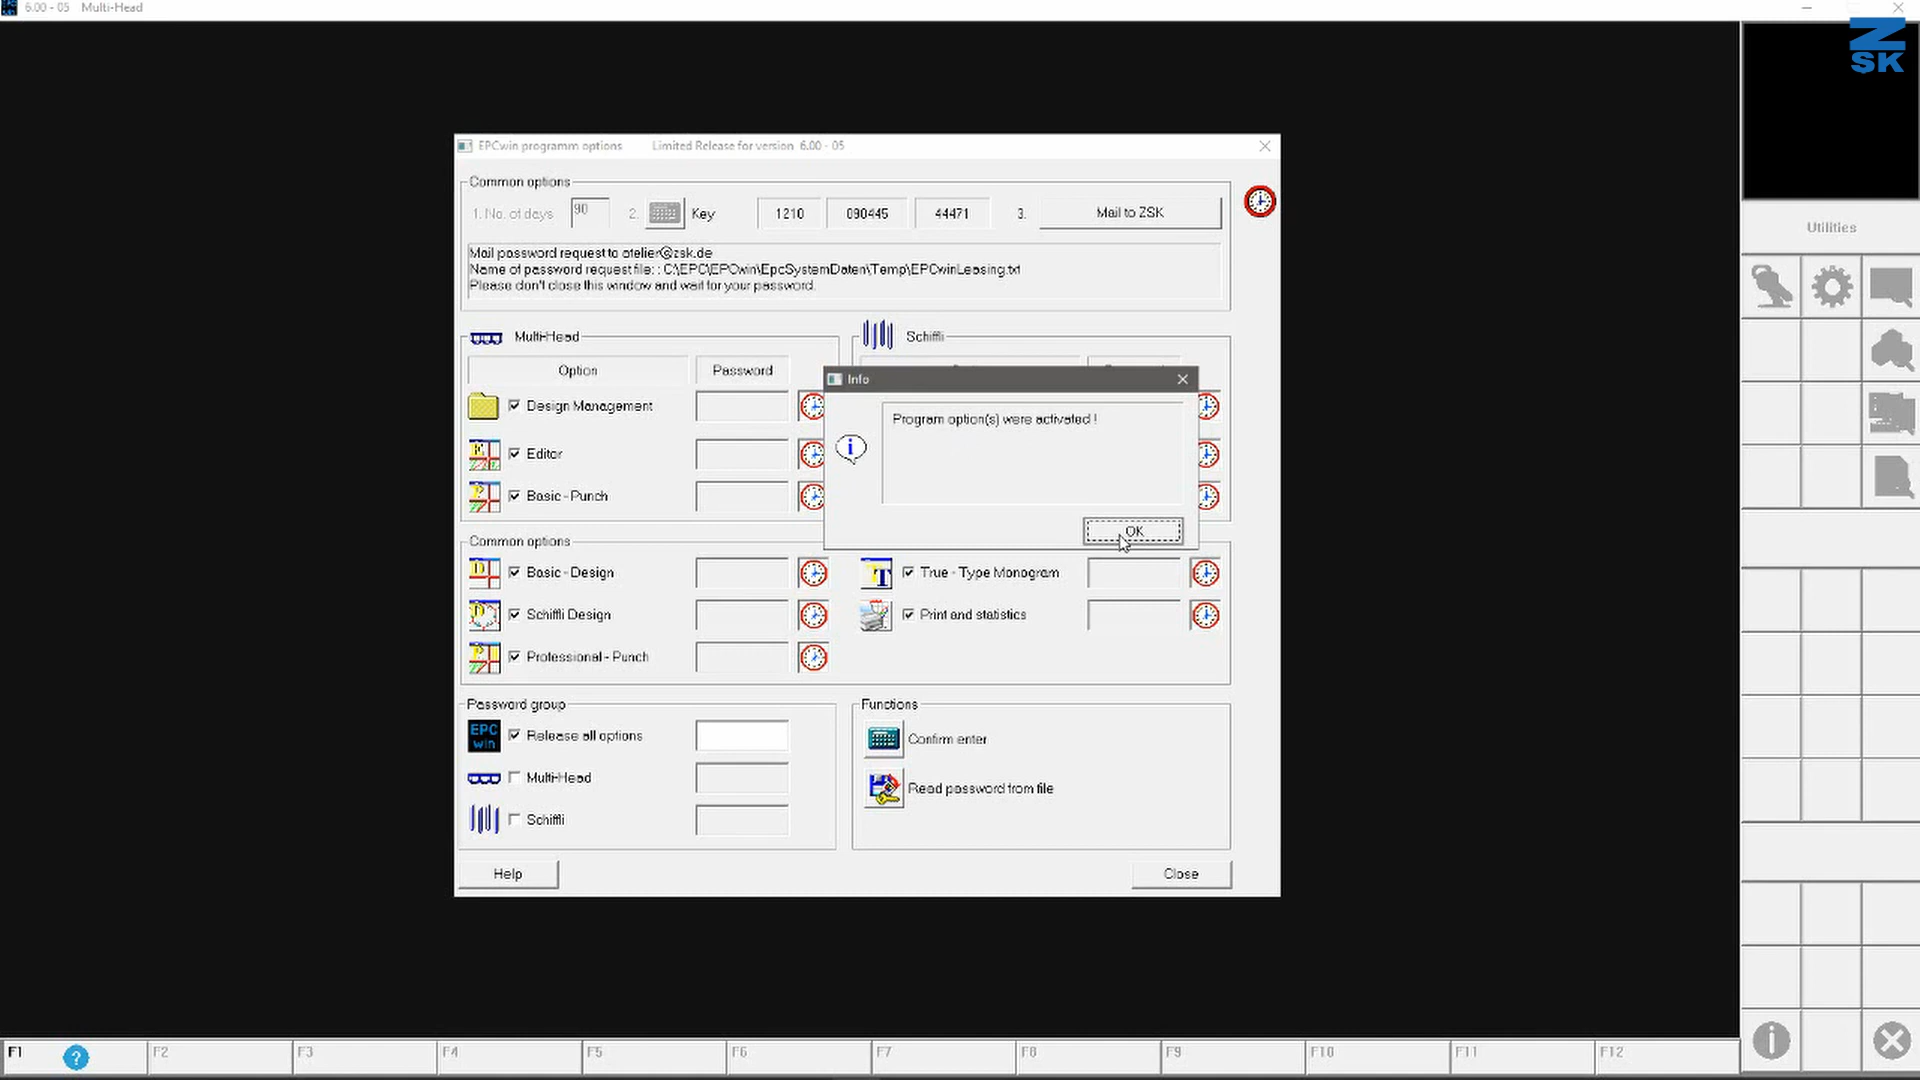 6.00 - 05 Multi-Head
Z
SK
EPCwin programm options Limited Release for version 6.00 - 05
Common options
1. No. of days 90 2. Key 1210 090445 44471 3. Mail to ZSK
Mail password request to atelier@zsk.de
Name of password request file: : C:\EPC\EPCwin\EpcSystemDaten\Temp\EPCwinLeasing.txt
Please don't close this window and wait for your password.
Utilities
Multi-Head
Schiffli
Option Password
Info
Program option(s) were activated !
OK
Design Management
Editor
Basic - Punch
Common options
Basic - Design
Schiffli Design
Professional - Punch
True - Type Monogram
Print and statistics
Password group
EPC
win
Release all options
Multi-Head
Schiffli
Functions
Confirm enter
Read password from file
Help
Close
F1 ? F2 F3 F4 F5 F6 F7 F8 F9 F10 F11 F12